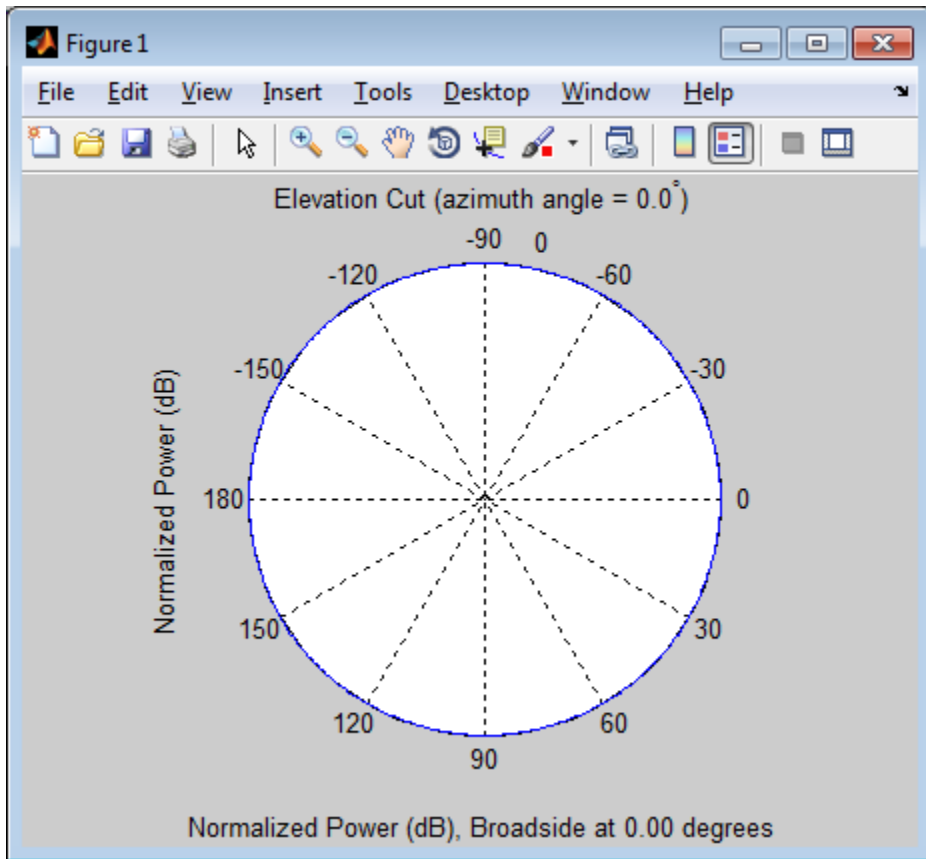 Figure 1
File Edit View Insert Tools Desktop Window Help
Elevation Cut (azimuth angle = 0.0°)
-90 0
-120 -60
-150 -30
Normalized Power (dB)
180 0
150 30
120 60
90
Normalized Power (dB), Broadside at 0.00 degrees